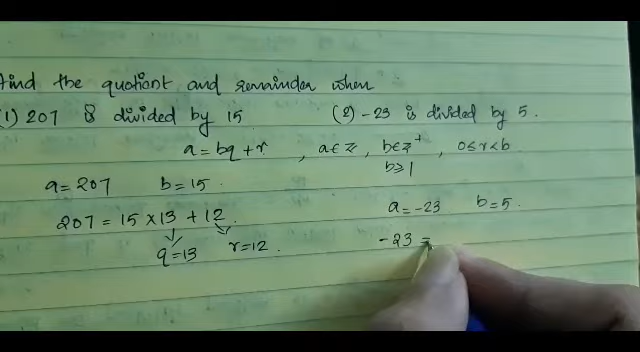 find the quotient and remainder when
(1) 207 is divided by 15 (2) -23 is divided by 5.
a = bq + r , a ∈ Z, b ∈ Z⁺, 0 ≤ r < b
b ≥ 1
a = 207 b = 15
207 = 15 × 13 + 12
q = 13 r = 12.
a = -23 b = 5.
-23 =